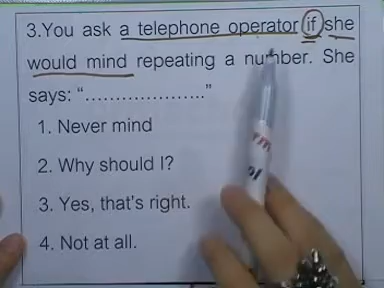 3.You ask a telephone operator if she
would mind repeating a number. She
says: "………………..."
1. Never mind
2. Why should I?
3. Yes, that's right.
4. Not at all.